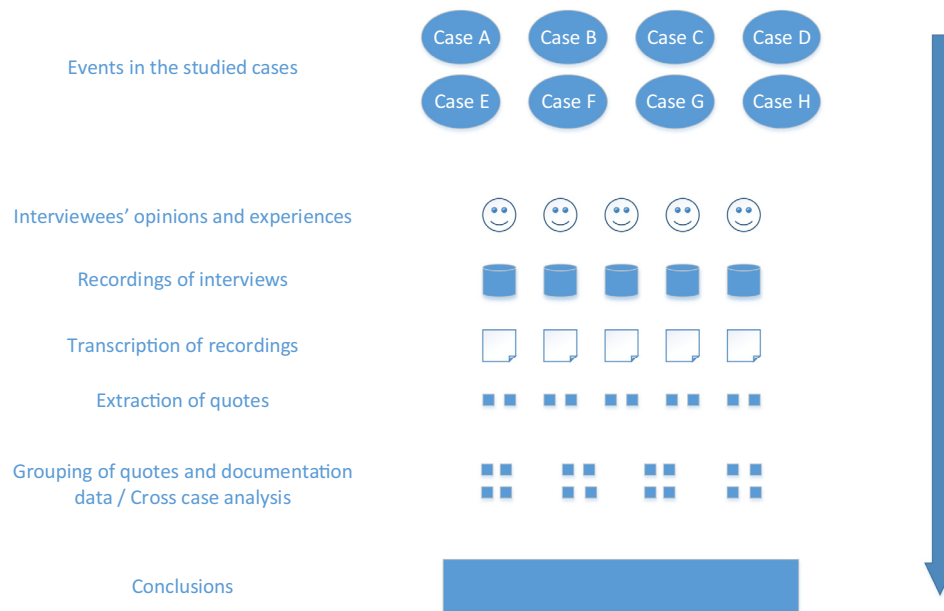 Case A Case B Case C Case D
Events in the studied cases
Case E Case F Case G Case H
Interviewees’ opinions and experiences
Recordings of interviews
Transcription of recordings
Extraction of quotes
Grouping of quotes and documentation
data / Cross case analysis
Conclusions